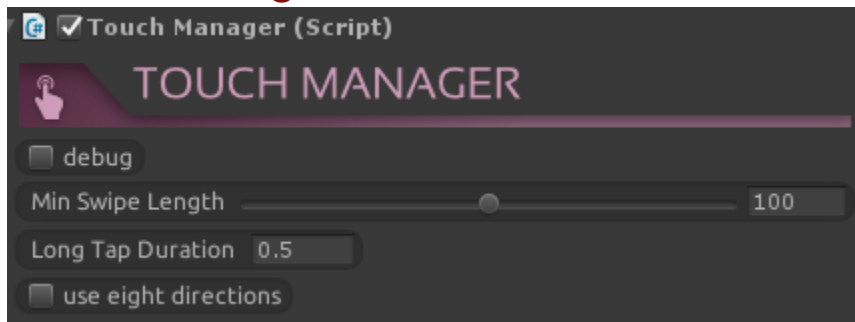 Touch Manager (Script)
TOUCH MANAGER
debug
Min Swipe Length 100
Long Tap Duration 0.5
use eight directions